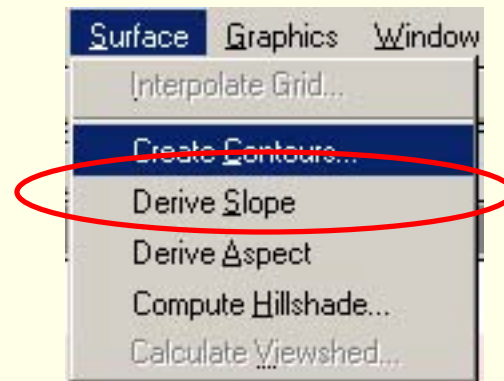 Surface Graphics Window
Interpolate Grid...
Create Contours...
Derive Slope
Derive Aspect
Compute Hillshade...
Calculate Viewshed...